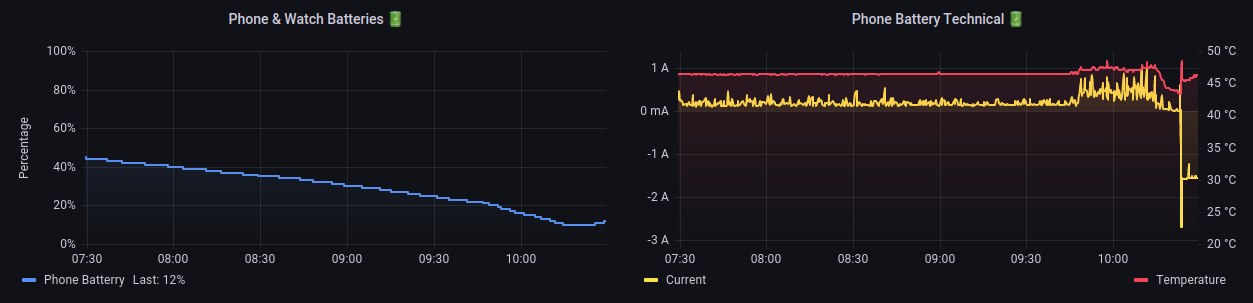 Phone & Watch Batteries 🔋
Percentage
100%
80%
60%
40%
20%
0%
07:30
08:00
08:30
09:00
09:30
10:00
Phone Batterry Last: 12%
Phone Battery Technical 🔋
1 A
0 mA
-1 A
-2 A
-3 A
50 °C
45 °C
40 °C
35 °C
30 °C
25 °C
20 °C
07:30
08:00
08:30
09:00
09:30
10:00
Current
Temperature